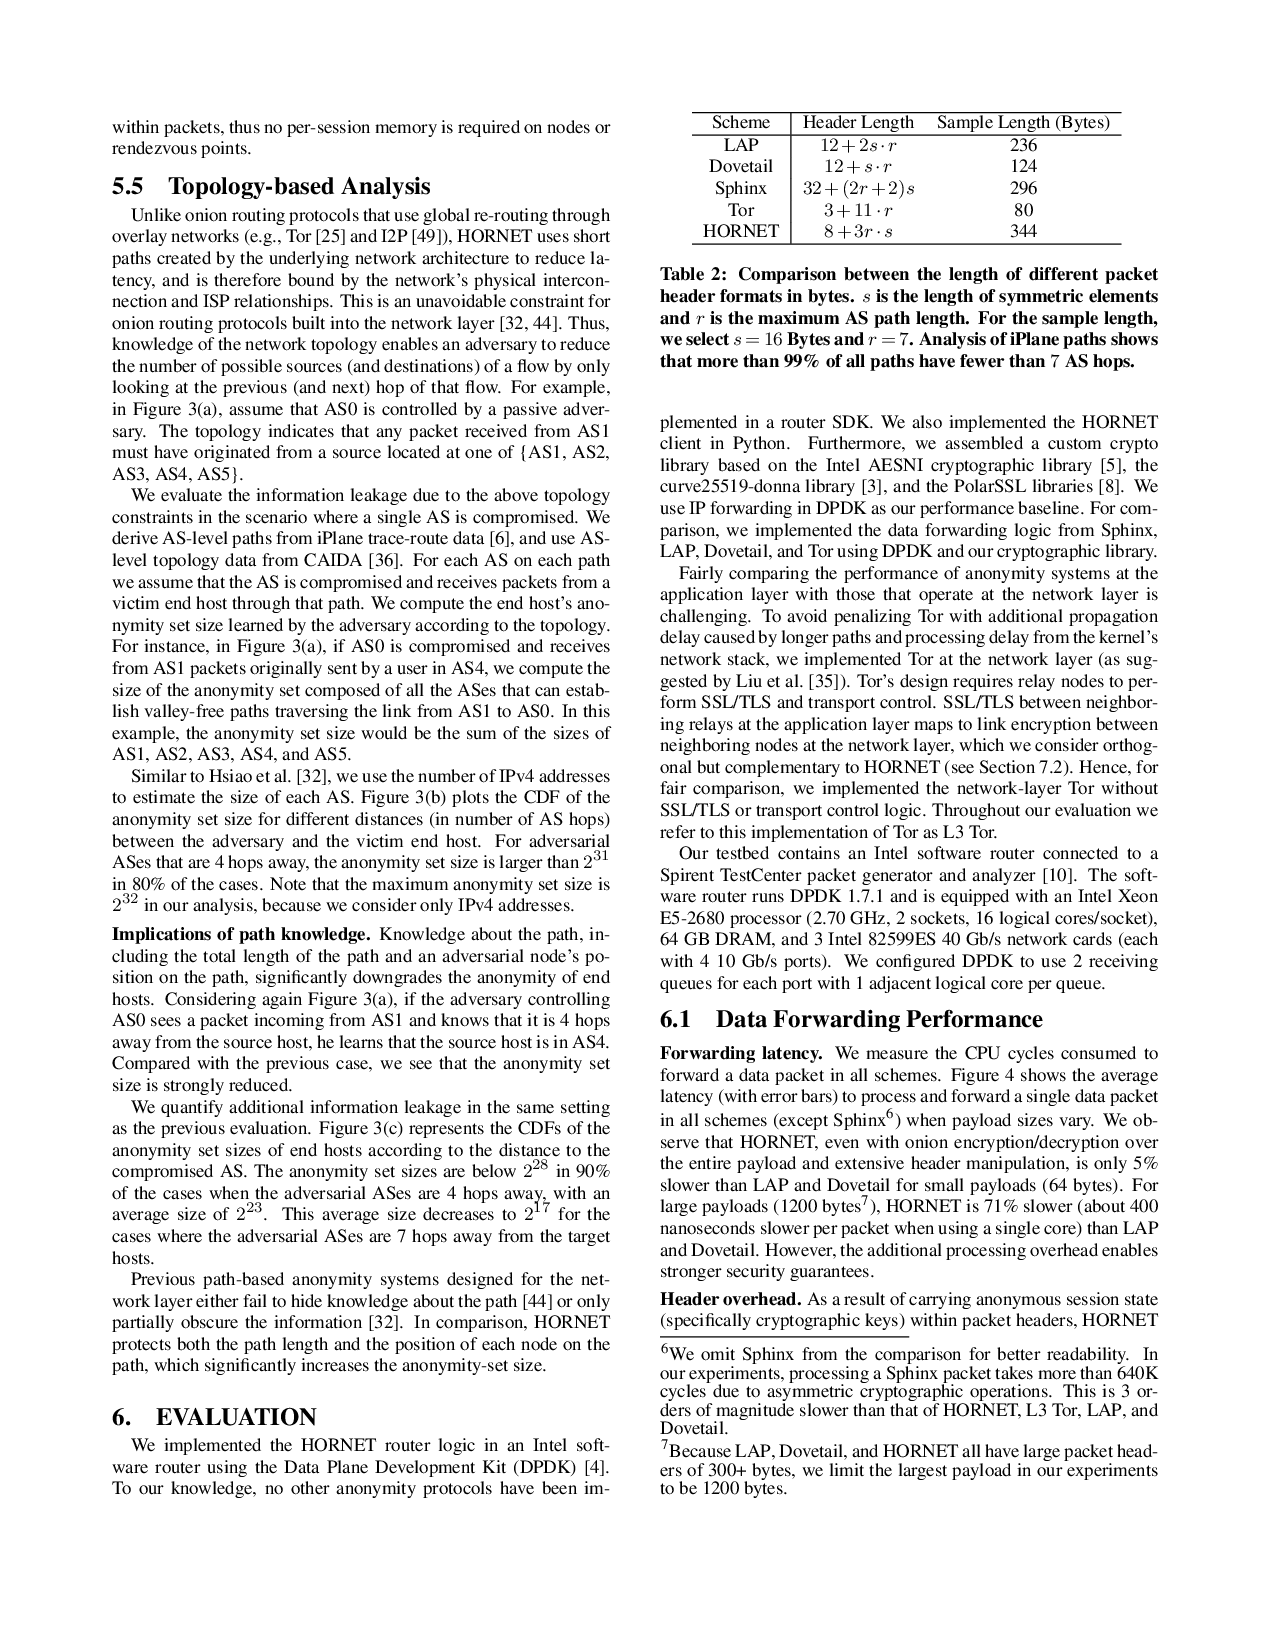 within packets, thus no per-session memory is required on nodes or
rendezvous points.
5.5 Topology-based Analysis
Unlike onion routing protocols that use global re-routing through
overlay networks (e.g., Tor [25] and I2P [49]), HORNET uses short
paths created by the underlying network architecture to reduce la-
tency, and is therefore bound by the network's physical intercon-
nection and ISP relationships. This is an unavoidable constraint for
onion routing protocols built into the network layer [32, 44]. Thus,
knowledge of the network topology enables an adversary to reduce
the number of possible sources (and destinations) of a flow by only
looking at the previous (and next) hop of that flow. For example,
in Figure 3(a), assume that AS0 is controlled by a passive adver-
sary. The topology indicates that any packet received from AS1
must have originated from a source located at one of {AS1, AS2,
AS3, AS4, AS5}.
We evaluate the information leakage due to the above topology
constraints in the scenario where a single AS is compromised. We
derive AS-level paths from iPlane trace-route data [6], and use AS-
level topology data from CAIDA [36]. For each AS on each path
we assume that the AS is compromised and receives packets from a
victim end host through that path. We compute the end host's ano-
nymity set size learned by the adversary according to the topology.
For instance, in Figure 3(a), if AS0 is compromised and receives
from AS1 packets originally sent by a user in AS4, we compute the
size of the anonymity set composed of all the ASes that can estab-
lish valley-free paths traversing the link from AS1 to AS0. In this
example, the anonymity set size would be the sum of the sizes of
AS1, AS2, AS3, AS4, and AS5.
Similar to Hsiao et al. [32], we use the number of IPv4 addresses
to estimate the size of each AS. Figure 3(b) plots the CDF of the
anonymity set size for different distances (in number of AS hops)
between the adversary and the victim end host. For adversarial
ASes that are 4 hops away, the anonymity set size is larger than 2^31
in 80% of the cases. Note that the maximum anonymity set size is
2^32 in our analysis, because we consider only IPv4 addresses.
Implications of path knowledge. Knowledge about the path, in-
cluding the total length of the path and an adversarial node's po-
sition on the path, significantly downgrades the anonymity of end
hosts. Considering again Figure 3(a), if the adversary controlling
AS0 sees a packet incoming from AS1 and knows that it is 4 hops
away from the source host, he learns that the source host is in AS4.
Compared with the previous case, we see that the anonymity set
size is strongly reduced.
We quantify additional information leakage in the same setting
as the previous evaluation. Figure 3(c) represents the CDFs of the
anonymity set sizes of end hosts according to the distance to the
compromised AS. The anonymity set sizes are below 2^28 in 90%
of the cases when the adversarial ASes are 4 hops away, with an
average size of 2^23. This average size decreases to 2^17 for the
cases where the adversarial ASes are 7 hops away from the target
hosts.
Previous path-based anonymity systems designed for the net-
work layer either fail to hide knowledge about the path [44] or only
partially obscure the information [32]. In comparison, HORNET
protects both the path length and the position of each node on the
path, which significantly increases the anonymity-set size.
6. EVALUATION
We implemented the HORNET router logic in an Intel soft-
ware router using the Data Plane Development Kit (DPDK) [4].
To our knowledge, no other anonymity protocols have been im-
Scheme Header Length Sample Length (Bytes)
LAP 12 + 2s · r 236
Dovetail 12 + s · r 124
Sphinx 32 + (2r + 2)s 296
Tor 3 + 11 · r 80
HORNET 8 + 3r · s 344
Table 2: Comparison between the length of different packet
header formats in bytes. s is the length of symmetric elements
and r is the maximum AS path length. For the sample length,
we select s = 16 Bytes and r = 7. Analysis of iPlane paths shows
that more than 99% of all paths have fewer than 7 AS hops.
plemented in a router SDK. We also implemented the HORNET
client in Python. Furthermore, we assembled a custom crypto
library based on the Intel AESNI cryptographic library [5], the
curve25519-donna library [3], and the PolarSSL libraries [8]. We
use IP forwarding in DPDK as our performance baseline. For com-
parison, we implemented the data forwarding logic from Sphinx,
LAP, Dovetail, and Tor using DPDK and our cryptographic library.
Fairly comparing the performance of anonymity systems at the
application layer with those that operate at the network layer is
challenging. To avoid penalizing Tor with additional propagation
delay caused by longer paths and processing delay from the kernel's
network stack, we implemented Tor at the network layer (as sug-
gested by Liu et al. [35]). Tor's design requires relay nodes to per-
form SSL/TLS and transport control. SSL/TLS between neighbor-
ing relays at the application layer maps to link encryption between
neighboring nodes at the network layer, which we consider orthog-
onal but complementary to HORNET (see Section 7.2). Hence, for
fair comparison, we implemented the network-layer Tor without
SSL/TLS or transport control logic. Throughout our evaluation we
refer to this implementation of Tor as L3 Tor.
Our testbed contains an Intel software router connected to a
Spirent TestCenter packet generator and analyzer [10]. The soft-
ware router runs DPDK 1.7.1 and is equipped with an Intel Xeon
E5-2680 processor (2.70 GHz, 2 sockets, 16 logical cores/socket),
64 GB DRAM, and 3 Intel 82599ES 40 Gb/s network cards (each
with 4 10 Gb/s ports). We configured DPDK to use 2 receiving
queues for each port with 1 adjacent logical core per queue.
6.1 Data Forwarding Performance
Forwarding latency. We measure the CPU cycles consumed to
forward a data packet in all schemes. Figure 4 shows the average
latency (with error bars) to process and forward a single data packet
in all schemes (except Sphinx^6) when payload sizes vary. We ob-
serve that HORNET, even with onion encryption/decryption over
the entire payload and extensive header manipulation, is only 5%
slower than LAP and Dovetail for small payloads (64 bytes). For
large payloads (1200 bytes^7), HORNET is 71% slower (about 400
nanoseconds slower per packet when using a single core) than LAP
and Dovetail. However, the additional processing overhead enables
stronger security guarantees.
Header overhead. As a result of carrying anonymous session state
(specifically cryptographic keys) within packet headers, HORNET
^6We omit Sphinx from the comparison for better readability. In
our experiments, processing a Sphinx packet takes more than 640K
cycles due to asymmetric cryptographic operations. This is 3 or-
ders of magnitude slower than that of HORNET, L3 Tor, LAP, and
Dovetail.
^7Because LAP, Dovetail, and HORNET all have large packet head-
ers of 300+ bytes, we limit the largest payload in our experiments
to be 1200 bytes.